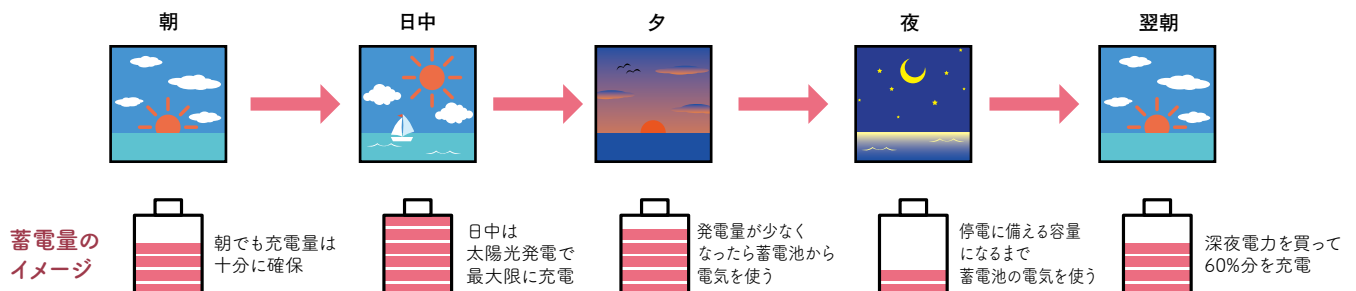 朝
日中
夕
夜
翌朝
蓄電量の
イメージ
朝でも充電量は
十分に確保
日中は
太陽光発電で
最大限に充電
発電量が少なく
なったら蓄電池から
電気を使う
停電に備える容量
になるまで
蓄電池の電気を使う
深夜電力を買って
60%分を充電